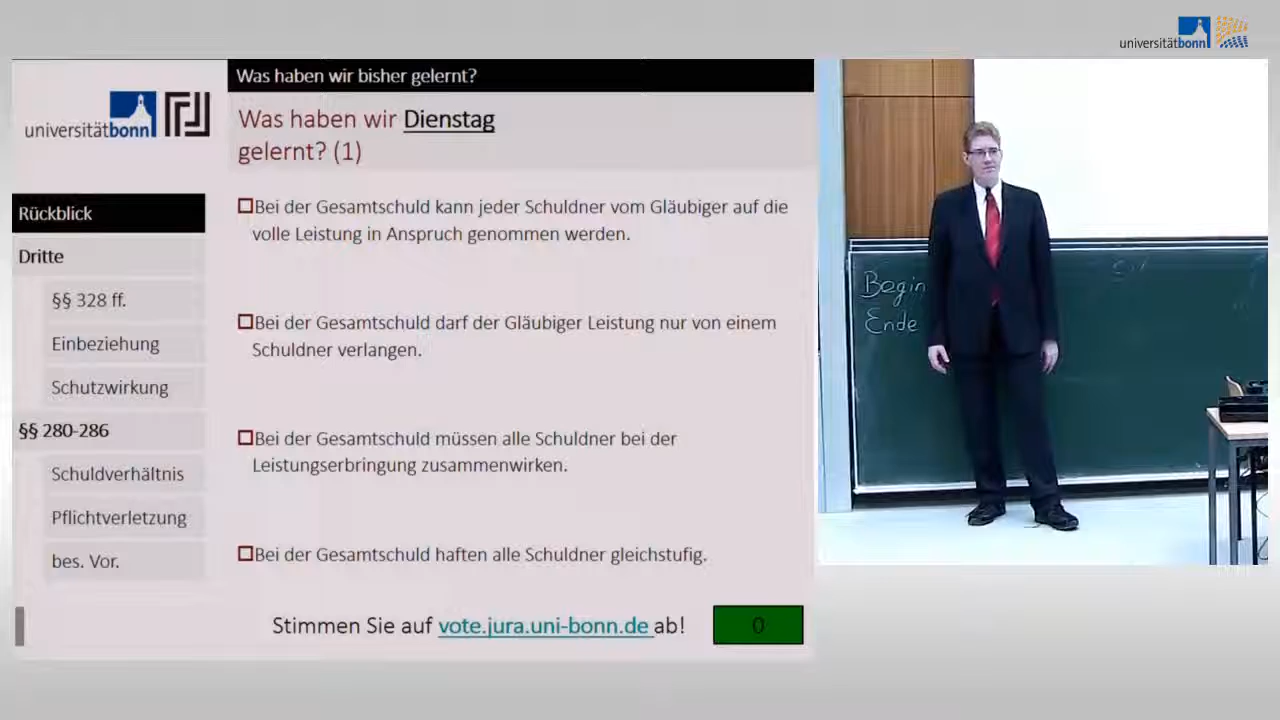 universitätbonn
Was haben wir bisher gelernt?
universitätbonn
Was haben wir Dienstag
gelernt? (1)
Rückblick
Dritte
§§ 328 ff.
Einbeziehung
Schutzwirkung
§§ 280-286
Schuldverhältnis
Pflichtverletzung
bes. Vor.
Bei der Gesamtschuld kann jeder Schuldner vom Gläubiger auf die
volle Leistung in Anspruch genommen werden.
Bei der Gesamtschuld darf der Gläubiger Leistung nur von einem
Schuldner verlangen.
Bei der Gesamtschuld müssen alle Schuldner bei der
Leistungserbringung zusammenwirken.
Bei der Gesamtschuld haften alle Schuldner gleichstufig.
Stimmen Sie auf vote.jura.uni-bonn.de ab!
0
Begin
Ende